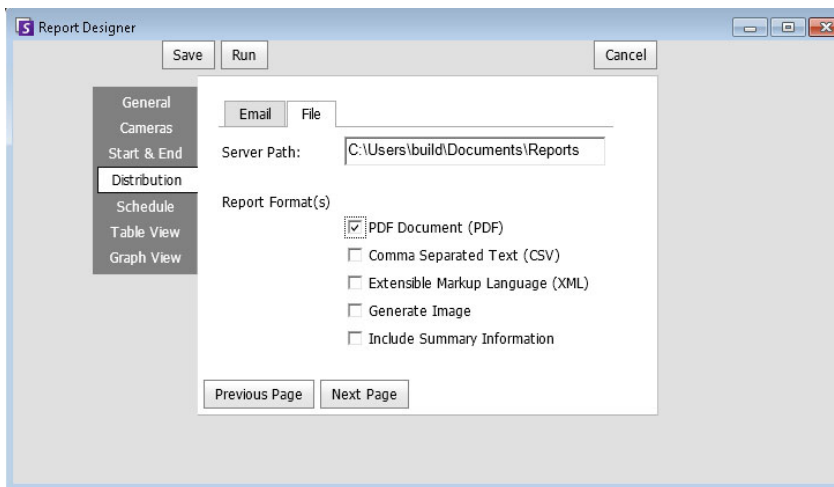 Report Designer
Save Run Cancel
General
Cameras
Start & End
Distribution
Schedule
Table View
Graph View
Email File
Server Path: C:\Users\build\Documents\Reports
Report Format(s)
PDF Document (PDF)
Comma Separated Text (CSV)
Extensible Markup Language (XML)
Generate Image
Include Summary Information
Previous Page Next Page